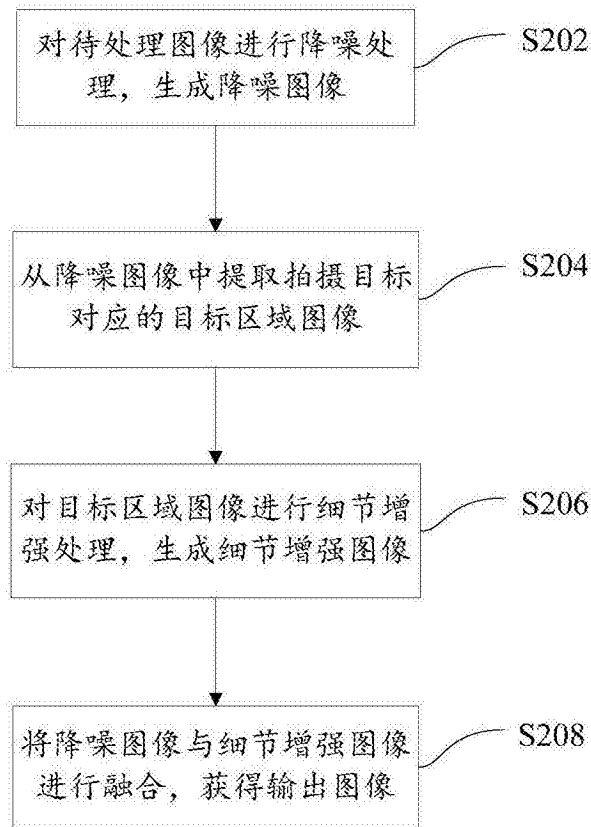 对待处理图像进行降噪处
理，生成降噪图像
S202
从降噪图像中提取拍摄目标
对应的目标区域图像
S204
对目标区域图像进行细节增
强处理，生成细节增强图像
S206
将降噪图像与细节增强图像
进行融合，获得输出图像
S208